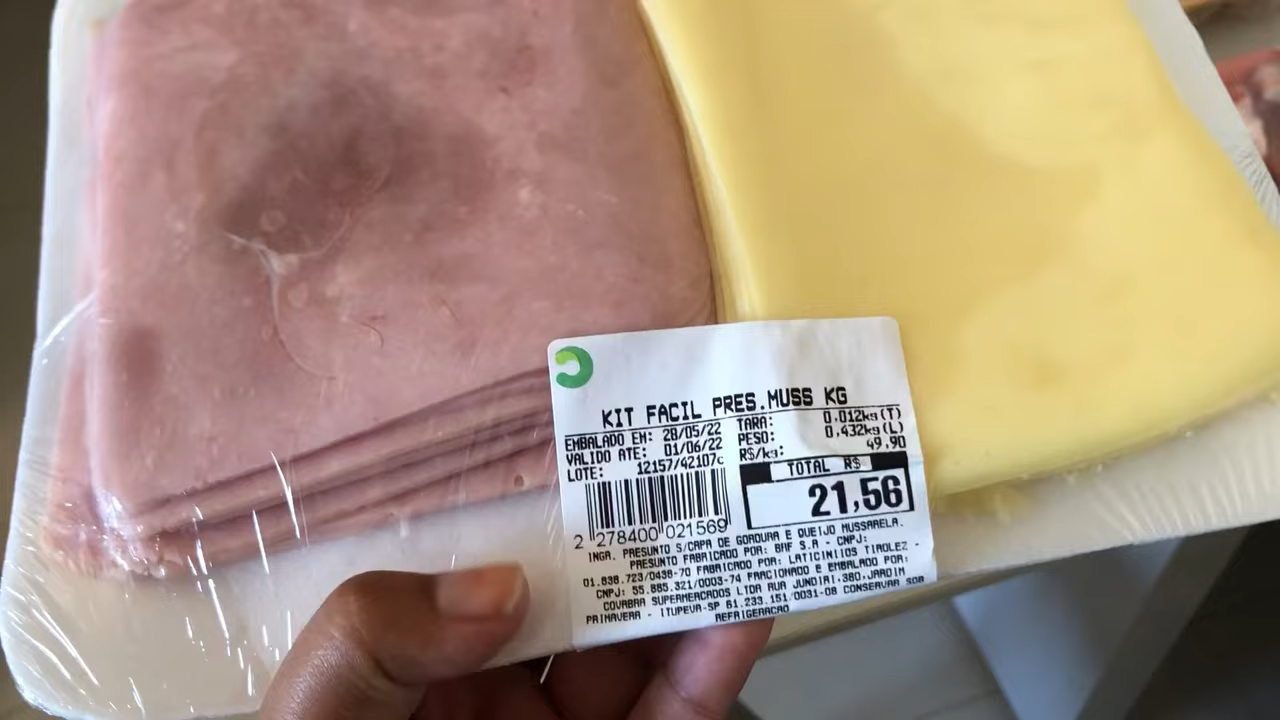 KIT FACIL PRES.MUSS KG
EMBALADO EM: 28/05/22
VALIDO ATE: 01/06/22
LOTE: 12157/42107c
TARA: 0.012kg(T)
PESO: 0.432kg(L)
R$/kg: 49.90
TOTAL R$
21,56
2 278400 021569
INGR. PRESUNTO S/CAPA DE GORDURA E QUEIJO MUSSARELA.
PRESUNTO FABRICADO POR: BRF S.A - CNPJ:
01.838.723/0436-70 FABRICADO POR: LATICINIOS TIROLEZ -
CNPJ: 55.885.321/0003-74 FRACIONADO E EMBALADO POR:
COVABRA SUPERMERCADOS LTDA RUA JUNDIAI,380,JARDIM
PRIMAVERA - ITUPEVA-SP 61.233.151/0031-08 CONSERVAR SOB
REFRIGERACAO